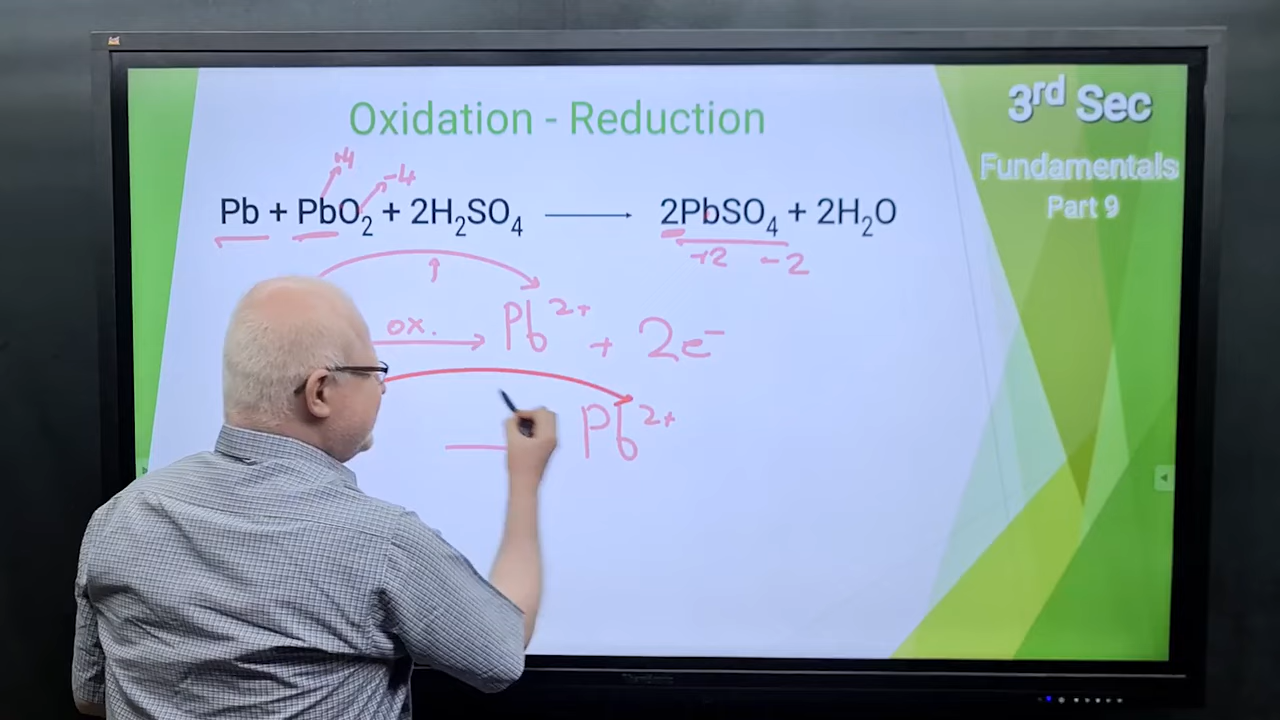 Oxidation - Reduction
3rd Sec
Fundamentals
Part 9
+4
-4
Pb + PbO2 + 2H2SO4 ⟶ 2PbSO4 + 2H2O
+2 -2
ox. → Pb2+ + 2e-
Pb2+